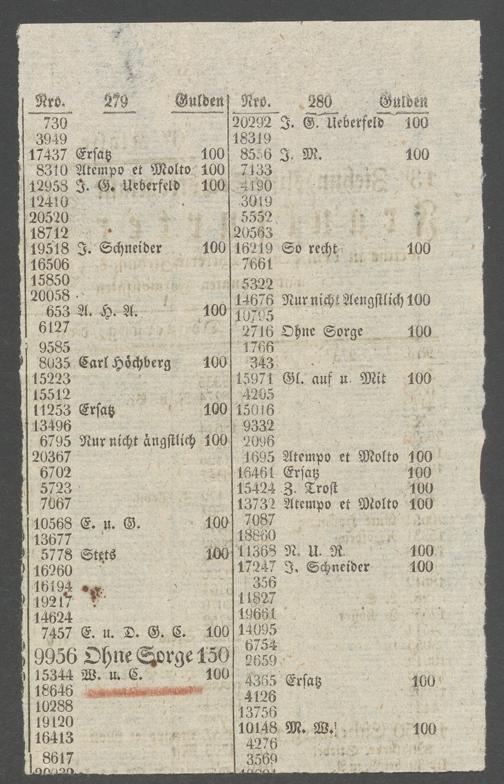 Nro. 279 Gulden
730
3949
17437 Ersatz 100
8310 Atempo et Molto 100
12958 J. G. Ueberfeld 100
12410
20520
18712
19518 J. Schneider 100
16506
15850
20058
653 A. H. A. 100
6127
9585
8035 Carl Höchberg 100
15223
15512
11253 Ersatz 100
13496
6795 Nur nicht ängstlich 100
20367
6702
5723
7067
10568 E. u. G. 100
13677
5778 Stets 100
16260
16194
19217
14624
7457 E. u. D. G. C. 100
9956 Ohne Sorge 150
15344 W. u. C. 100
18646
10288
19120
16413
8617
Nro. 280 Gulden
20292 J. G. Ueberfeld 100
18319
8556 J. M. 100
7133
4190
3019
5552
20563
16219 So recht 100
7661
5322
14676 Nur nicht Aengstlich 100
10795
2716 Ohne Sorge 100
1766
343
15971 Gl. auf u. Mit 100
4205
15016
9332
2096
1695 Atempo et Molto 100
16461 Ersatz 100
15424 Z. Trost 100
13732 Atempo et Molto 100
7087
18860
11368 N. U. R. 100
17247 J. Schneider 100
356
11827
19661
14095
6754
2659
4365 Ersatz 100
4126
13756
10148 M. W. 100
4276
3569